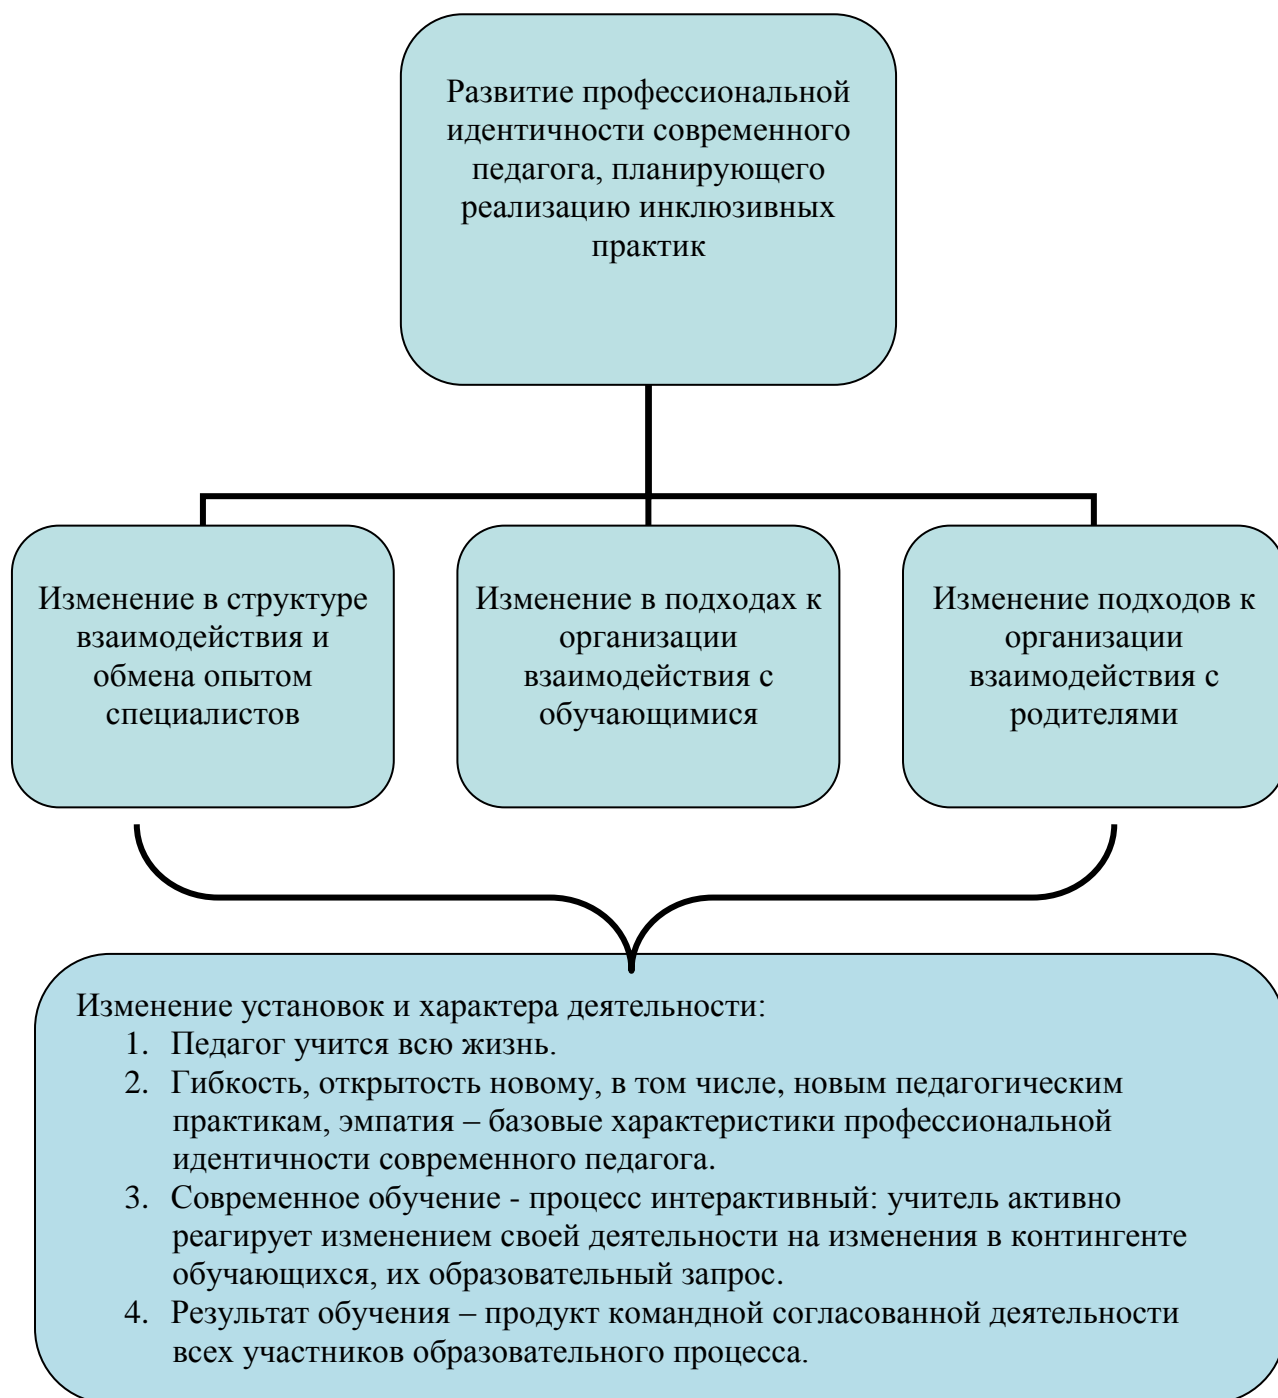 Развитие профессиональной
идентичности современного
педагога, планирующего
реализацию инклюзивных
практик
Изменение в структуре
взаимодействия и
обмена опытом
специалистов
Изменение в подходах к
организации
взаимодействия с
обучающимися
Изменение подходов к
организации
взаимодействия с
родителями
Изменение установок и характера деятельности:
1. Педагог учится всю жизнь.
2. Гибкость, открытость новому, в том числе, новым педагогическим
практикам, эмпатия – базовые характеристики профессиональной
идентичности современного педагога.
3. Современное обучение - процесс интерактивный: учитель активно
реагирует изменением своей деятельности на изменения в контингенте
обучающихся, их образовательный запрос.
4. Результат обучения – продукт командной согласованной деятельности
всех участников образовательного процесса.